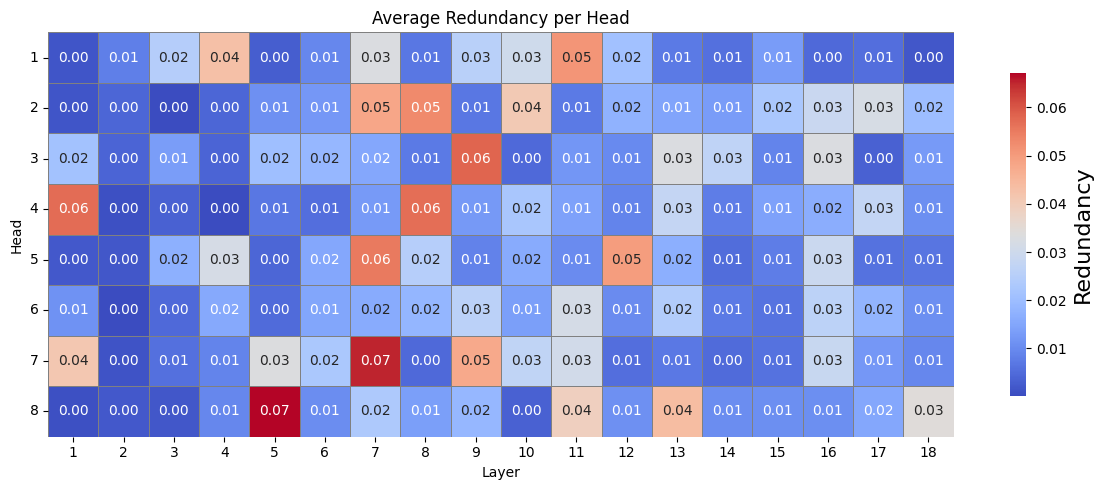 Average Redundancy per Head
1 0.00 0.01 0.02 0.04 0.00 0.01 0.03 0.01 0.03 0.03 0.05 0.02 0.01 0.01 0.01 0.00 0.01 0.00
2 0.00 0.00 0.00 0.00 0.01 0.01 0.05 0.05 0.01 0.04 0.01 0.02 0.01 0.01 0.02 0.03 0.03 0.02
3 0.02 0.00 0.01 0.00 0.02 0.02 0.02 0.01 0.06 0.00 0.01 0.01 0.03 0.03 0.01 0.03 0.00 0.01
4 0.06 0.00 0.00 0.00 0.01 0.01 0.01 0.06 0.01 0.02 0.01 0.01 0.03 0.01 0.01 0.02 0.03 0.01
5 0.00 0.00 0.02 0.03 0.00 0.02 0.06 0.02 0.01 0.02 0.01 0.05 0.02 0.01 0.01 0.03 0.01 0.01
6 0.01 0.00 0.00 0.02 0.00 0.01 0.02 0.02 0.03 0.01 0.03 0.01 0.02 0.01 0.01 0.03 0.02 0.01
7 0.04 0.00 0.01 0.01 0.03 0.02 0.07 0.00 0.05 0.03 0.03 0.01 0.01 0.00 0.01 0.03 0.01 0.01
8 0.00 0.00 0.00 0.01 0.07 0.01 0.02 0.01 0.02 0.00 0.04 0.01 0.04 0.01 0.01 0.01 0.02 0.03
1 2 3 4 5 6 7 8 9 10 11 12 13 14 15 16 17 18
Layer
Head
0.06
0.05
0.04
0.03
0.02
0.01
Redundancy